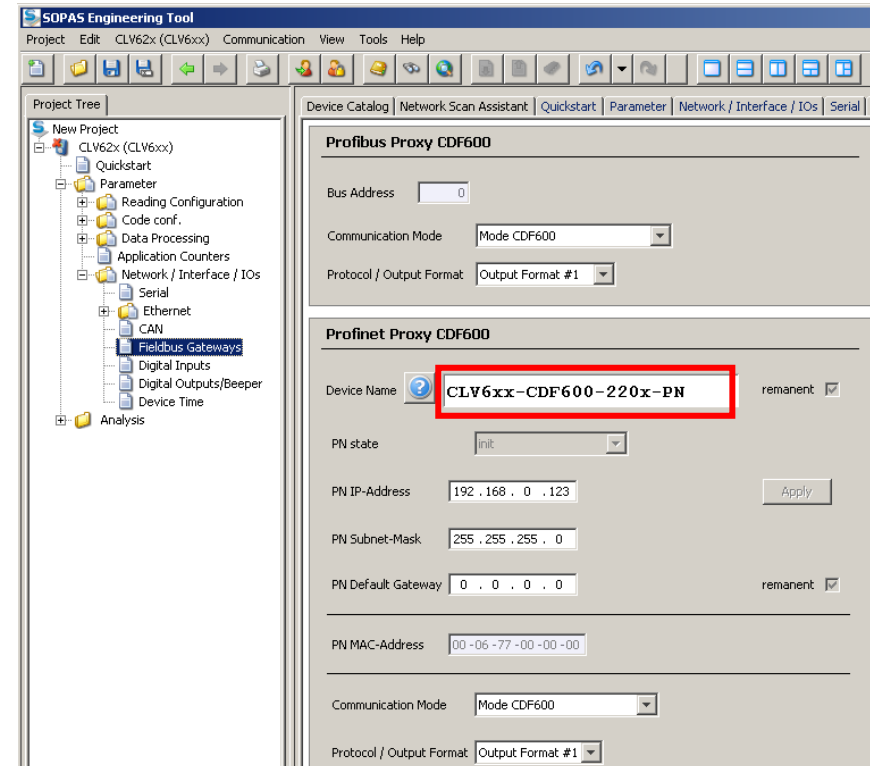 SOPAS Engineering Tool
Project Edit CLV62x (CLV6xx) Communication View Tools Help
Project Tree
New Project
CLV62x (CLV6xx)
Quickstart
Parameter
Reading Configuration
Code conf.
Data Processing
Application Counters
Network / Interface / IOs
Serial
Ethernet
CAN
Fieldbus Gateways
Digital Inputs
Digital Outputs/Beeper
Device Time
Analysis
Device Catalog Network Scan Assistant Quickstart Parameter Network / Interface / IOs Serial
Profibus Proxy CDF600
Bus Address 0
Communication Mode Mode CDF600
Protocol / Output Format Output Format #1
Profinet Proxy CDF600
Device Name CLV6xx-CDF600-220x-PN remanent
PN state init
PN IP-Address 192 . 168 . 0 . 123 Apply
PN Subnet-Mask 255 . 255 . 255 . 0
PN Default Gateway 0 . 0 . 0 . 0 remanent
PN MAC-Address 00 -06 -77 -00 -00 -00
Communication Mode Mode CDF600
Protocol / Output Format Output Format #1